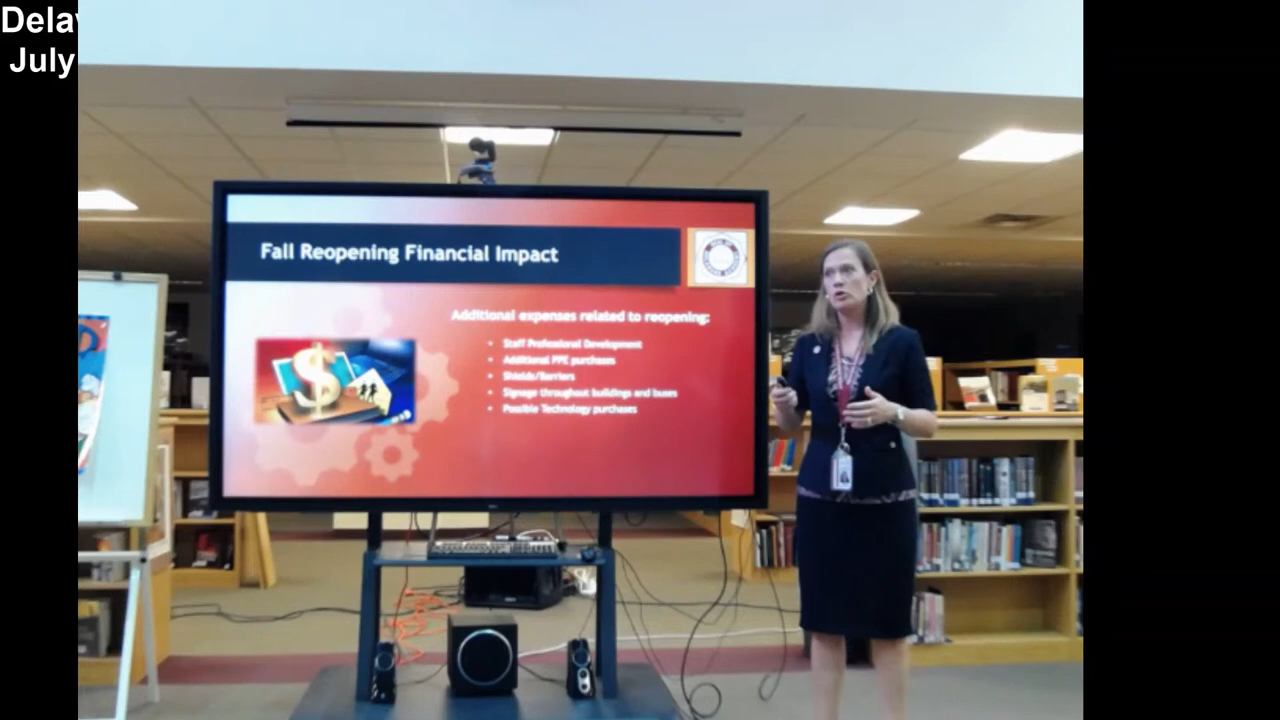 Dela
July
Fall Reopening Financial Impact
Additional expenses related to reopening:
• Staff Professional Development
• Additional PPE purchases
• Shields/Barriers
• Signage throughout buildings and buses
• Possible Technology purchases